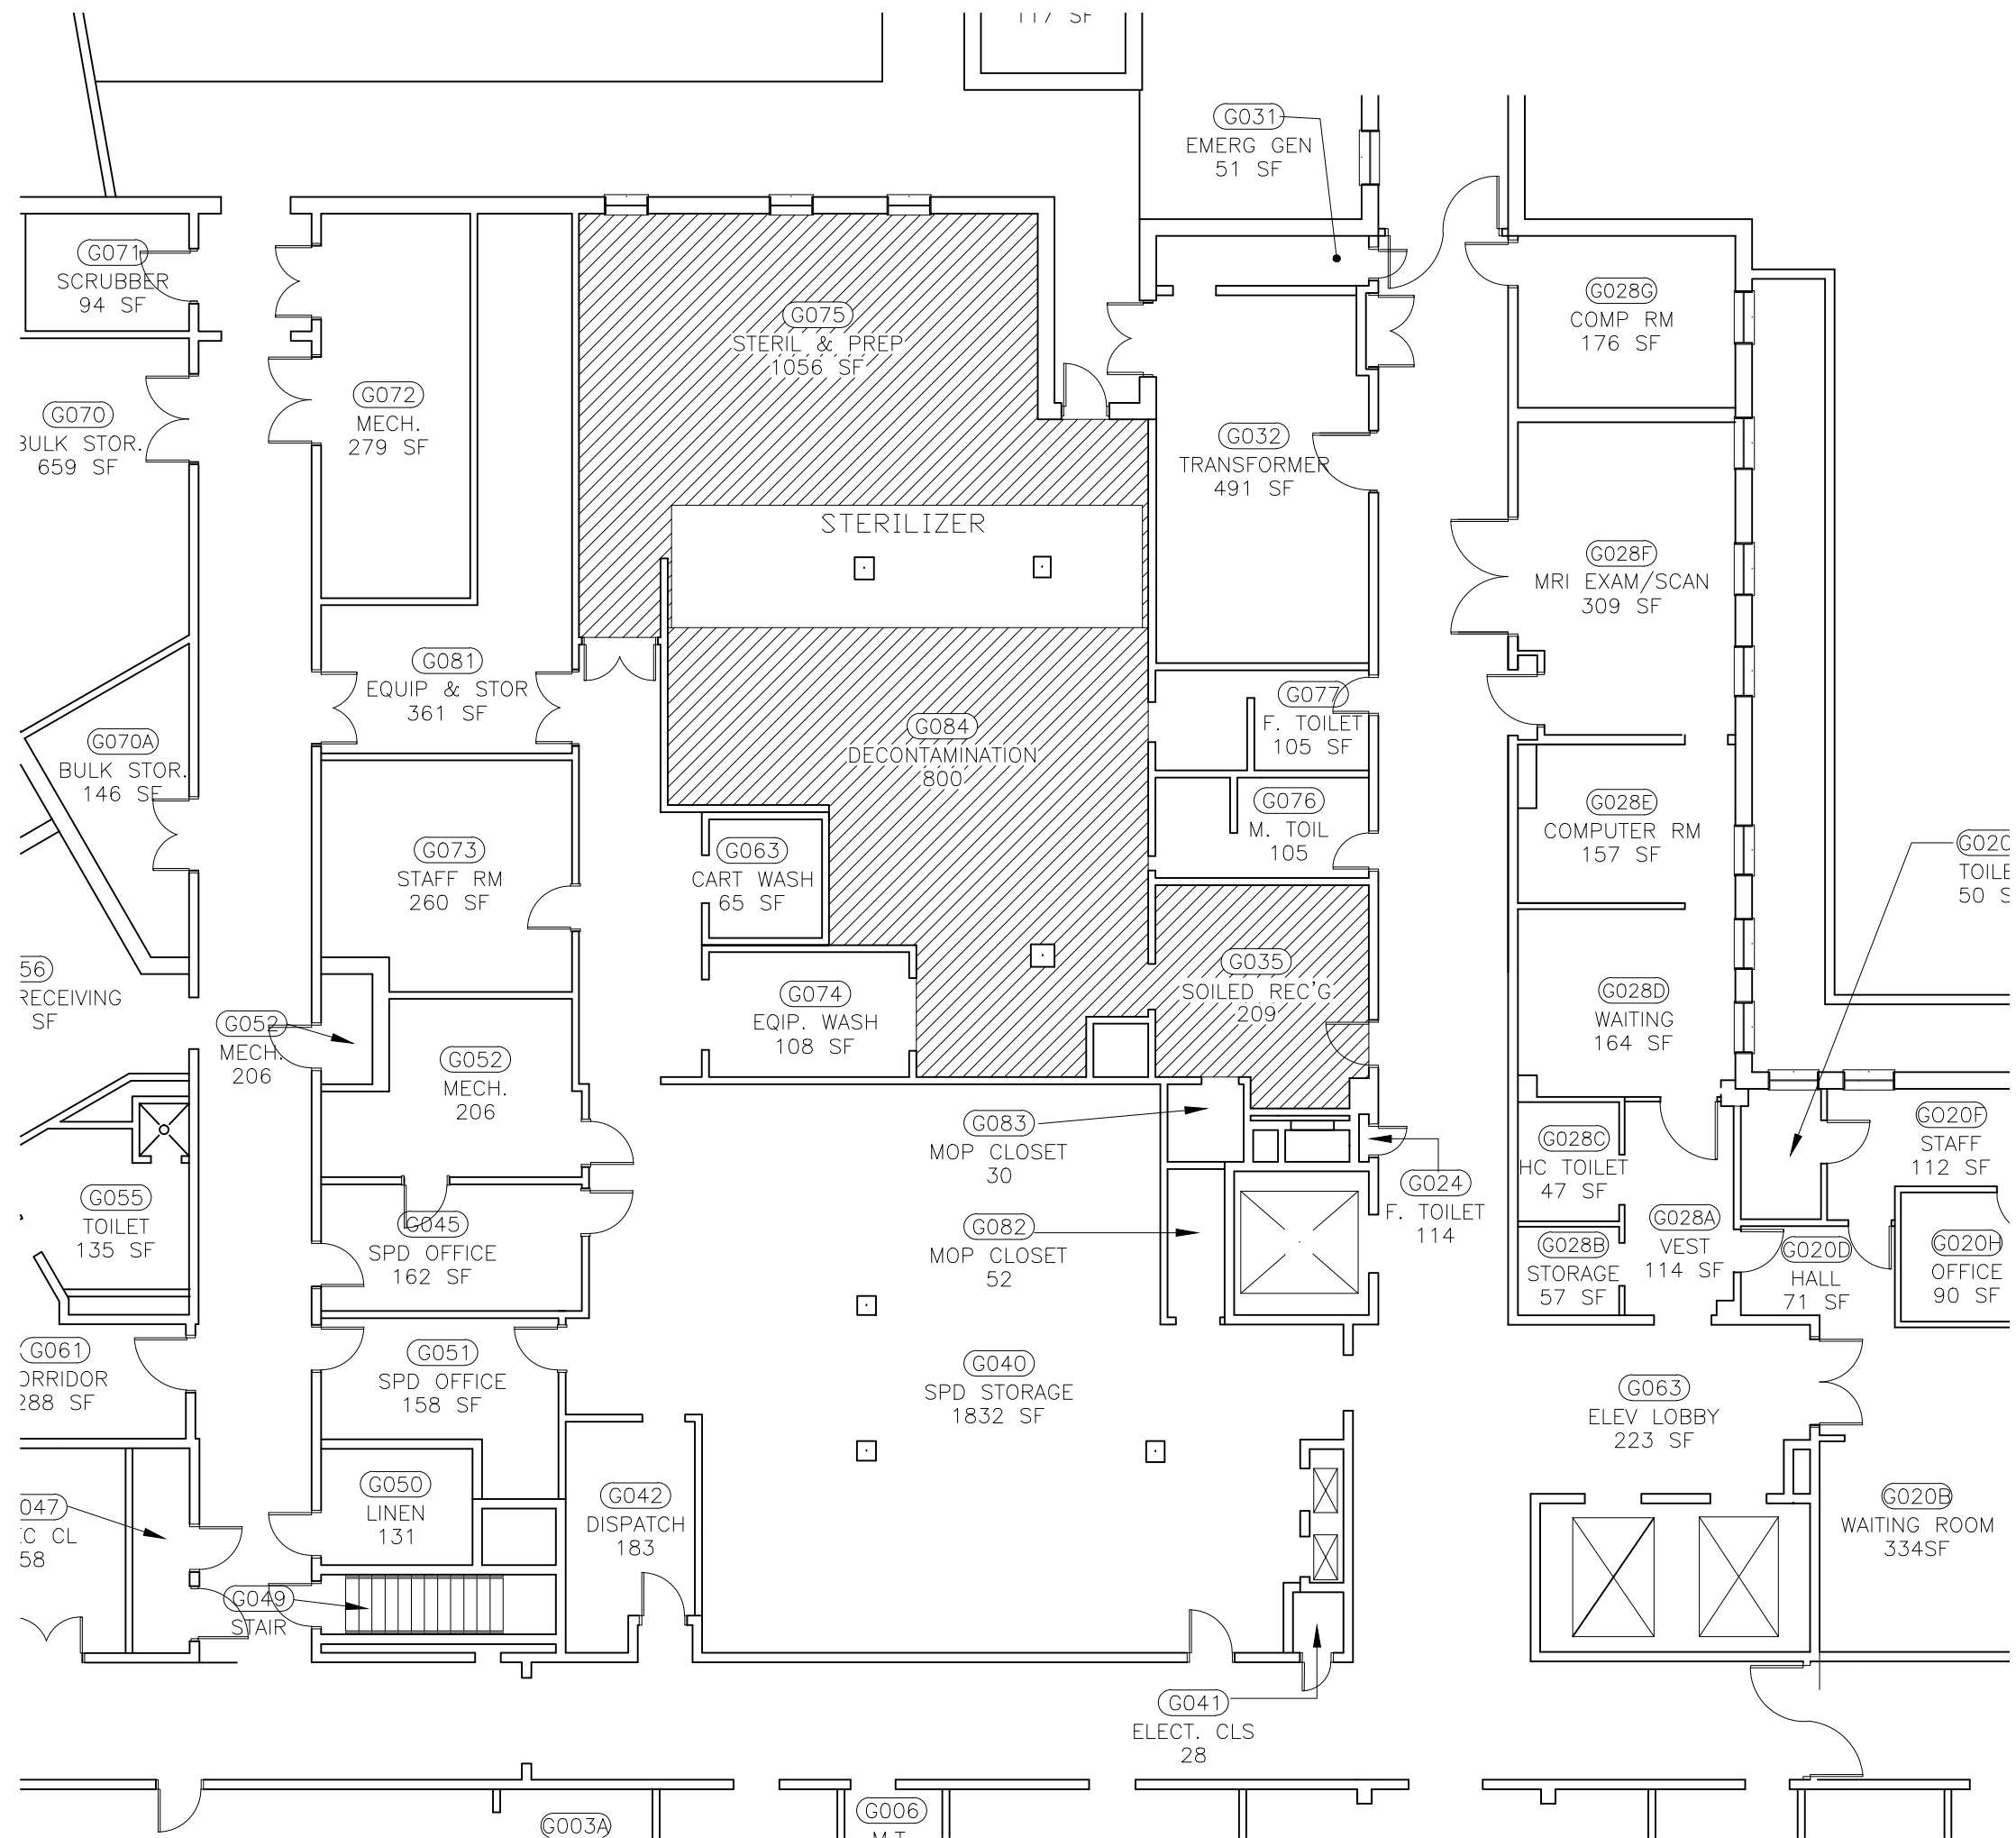 117 SF
G031
EMERG GEN
51 SF
G071
SCRUBBER
94 SF
G075
STERIL & PREP
1056 SF
G028G
COMP RM
176 SF
G070
BULK STOR.
659 SF
G072
MECH.
279 SF
G032
TRANSFORMER
491 SF
STERILIZER
G028F
MRI EXAM/SCAN
309 SF
G081
EQUIP & STOR
361 SF
G077
F. TOILET
105 SF
G084
DECONTAMINATION
800
G070A
BULK STOR.
146 SF
G076
M. TOIL
105
G028E
COMPUTER RM
157 SF
G020
TOILE
50 S
G073
STAFF RM
260 SF
G063
CART WASH
65 SF
56
RECEIVING
SF
G035
SOILED REC'G
209
G074
EQIP. WASH
108 SF
G028D
WAITING
164 SF
G052
MECH.
206
G052
MECH.
206
G083
MOP CLOSET
30
G028C
HC TOILET
47 SF
G020F
STAFF
112 SF
G055
TOILET
135 SF
G045
SPD OFFICE
162 SF
G082
MOP CLOSET
52
G024
F. TOILET
114
G028A
VEST
114 SF
G028B
STORAGE
57 SF
G020D
HALL
71 SF
G020H
OFFICE
90 SF
G061
ORRIDOR
288 SF
G051
SPD OFFICE
158 SF
G040
SPD STORAGE
1832 SF
G063
ELEV LOBBY
223 SF
G050
LINEN
131
G042
DISPATCH
183
047
CL
58
G020B
WAITING ROOM
334SF
G049
STAIR
G041
ELECT. CLS
28
G003A
G006